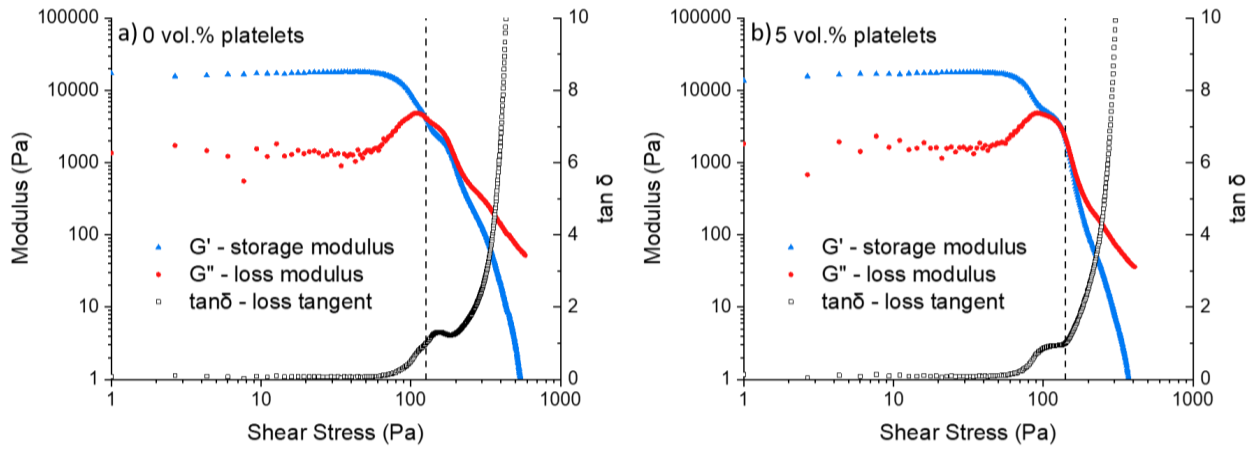 a) 0 vol.% platelets
100000
10000
1000
100
10
1
Modulus (Pa)
10
8
6
4
2
0
tan δ
G' - storage modulus
G" - loss modulus
tanδ - loss tangent
1
10
100
1000
Shear Stress (Pa)
b) 5 vol.% platelets
100000
10000
1000
100
10
1
Modulus (Pa)
10
8
6
4
2
0
tan δ
G' - storage modulus
G" - loss modulus
tanδ - loss tangent
1
10
100
1000
Shear Stress (Pa)